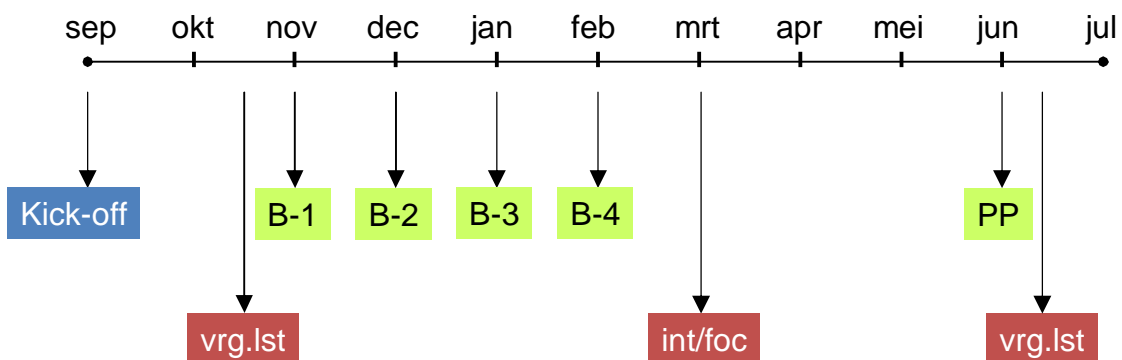 sep okt nov dec jan feb mrt apr mei jun jul
Kick-off B-1 B-2 B-3 B-4 PP
vrg.lst int/foc vrg.lst